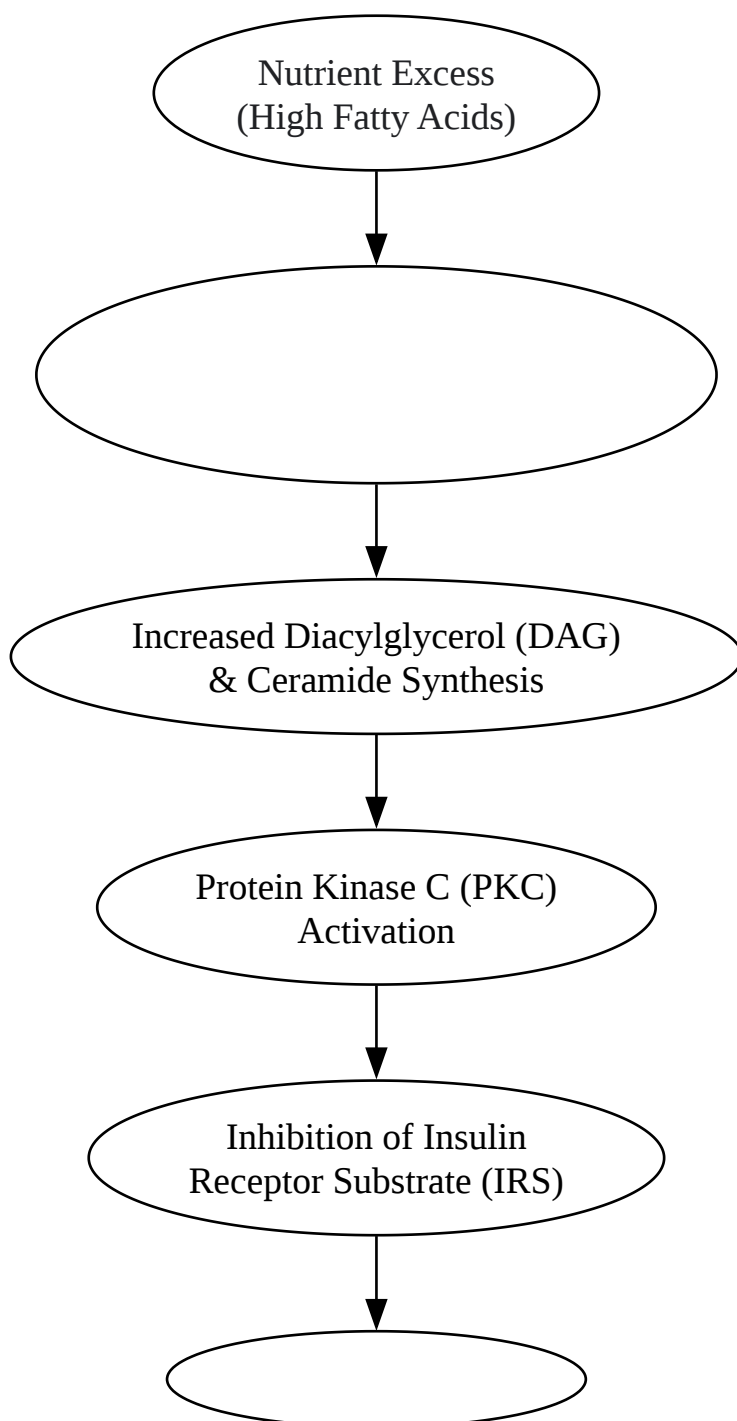 Nutrient Excess
(High Fatty Acids)
Increased Diacylglycerol (DAG)
& Ceramide Synthesis
Protein Kinase C (PKC)
Activation
Inhibition of Insulin
Receptor Substrate (IRS)